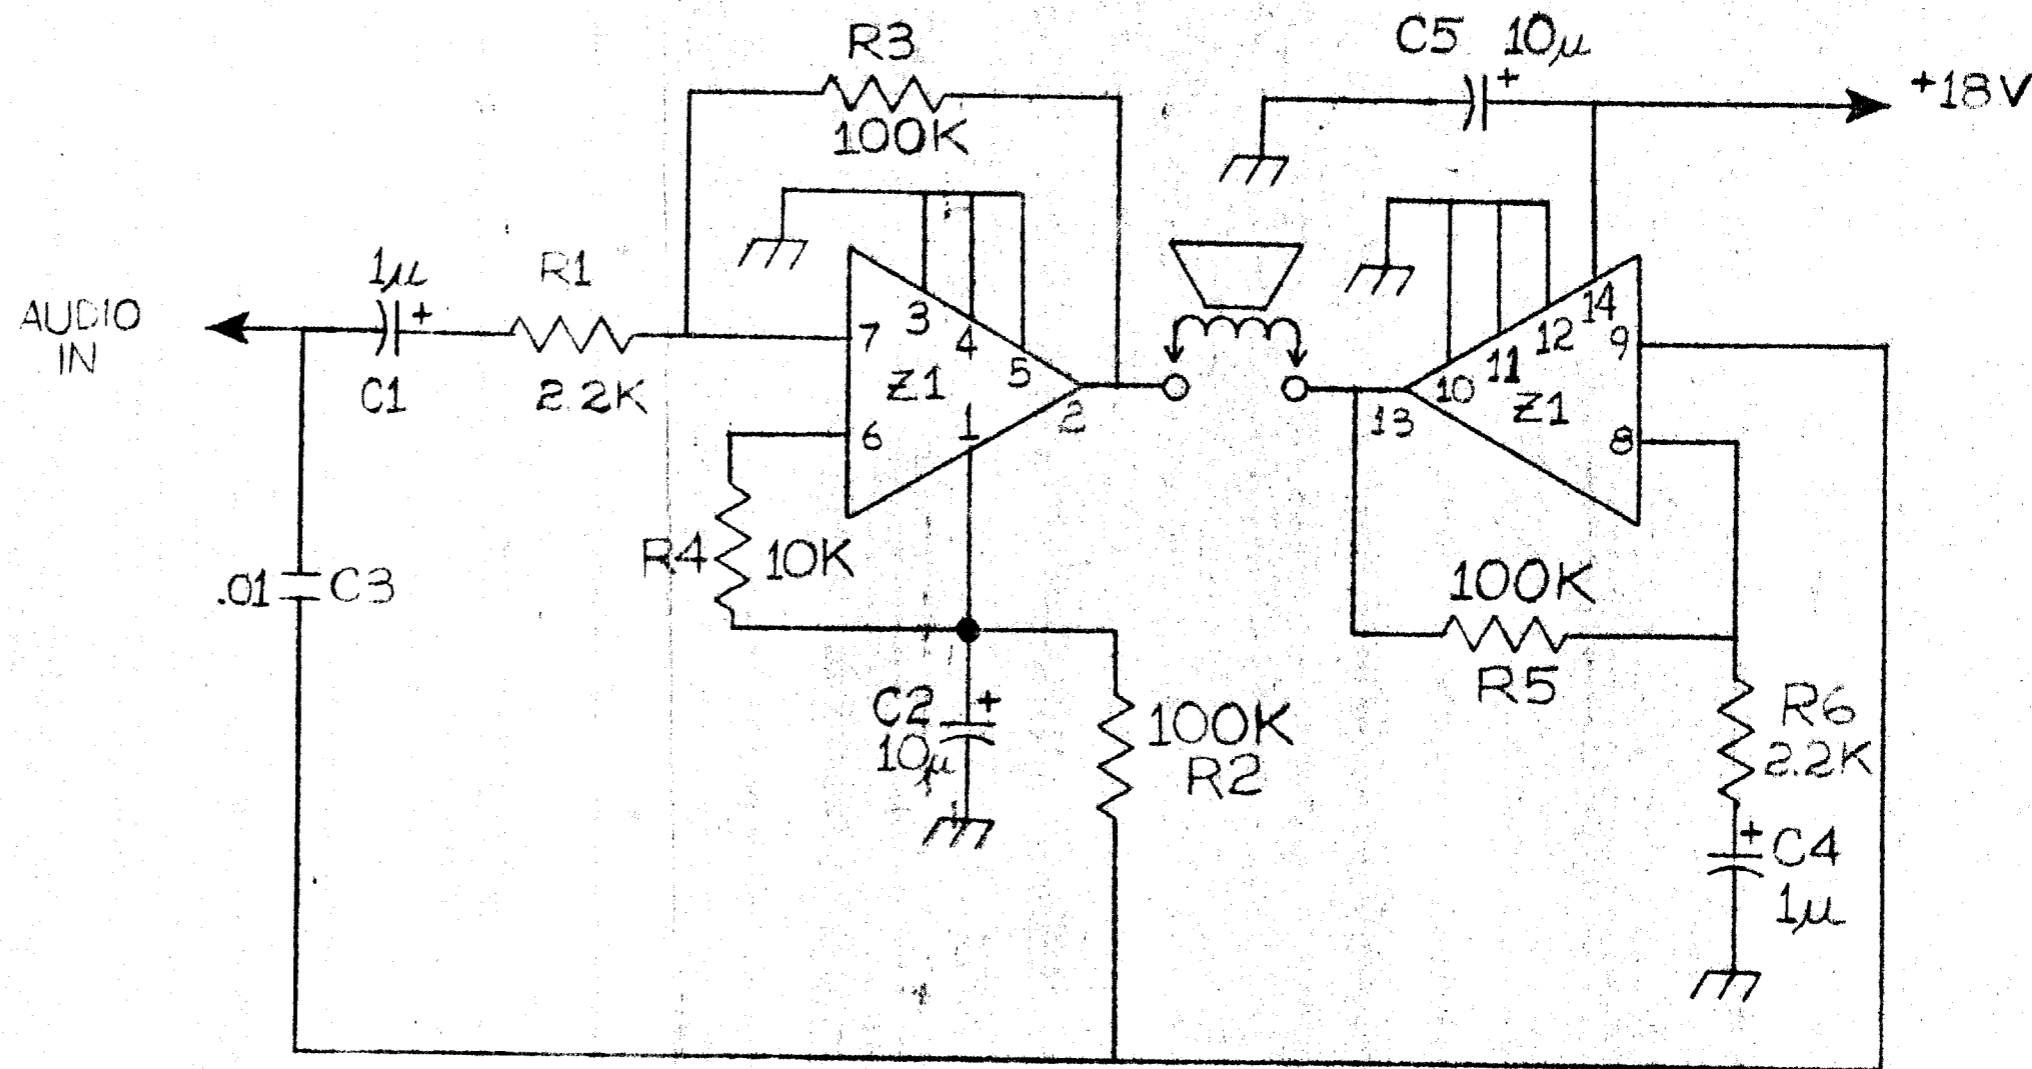 R3
100K
C5 10µ
+18V
AUDIO
IN
1µ
+
C1
R1
2.2K
3
4
5
7
Z1
6
1
2
+
10
11
12
14
9
Z1
13
8
R4
10K
.01
C3
C2
+
10µ
100K
R2
100K
R5
R6
2.2K
+
C4
1µ